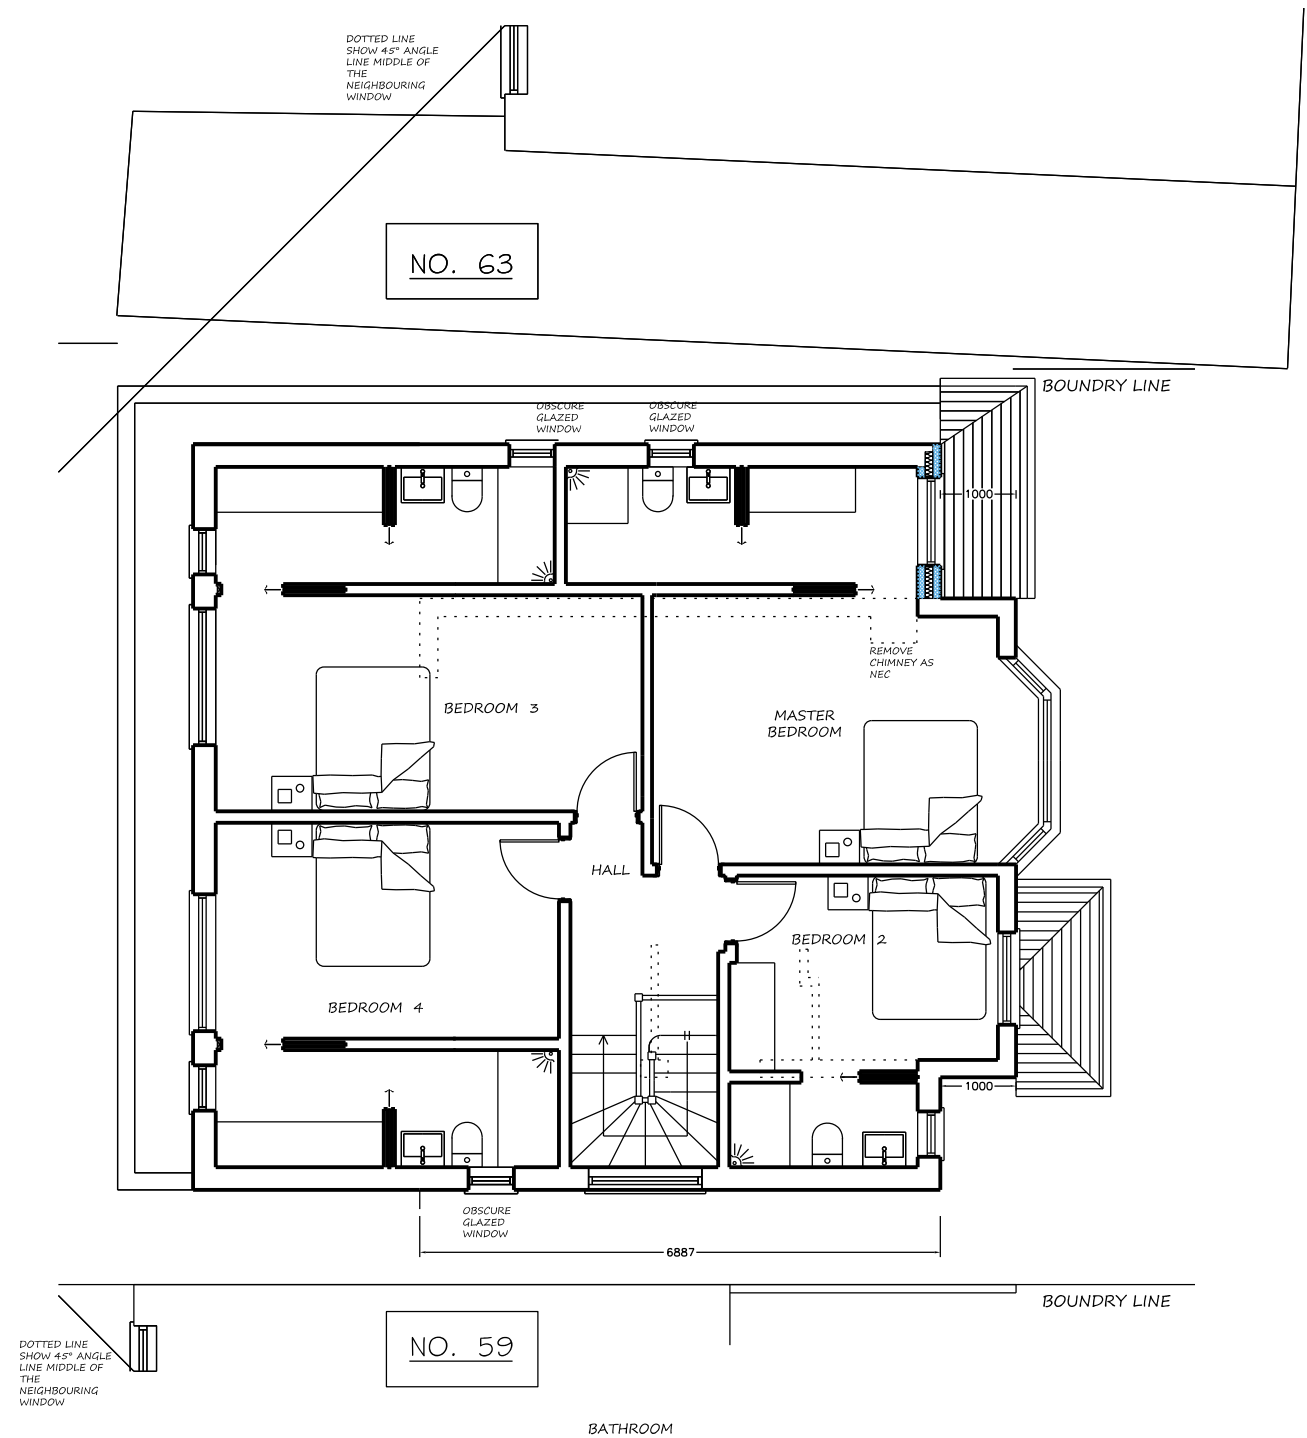 DOTTED LINE
SHOW 45° ANGLE
LINE MIDDLE OF
THE
NEIGHBOURING
WINDOW
NO. 63
BOUNDRY LINE
OBSCURE
GLAZED
WINDOW
OBSCURE
GLAZED
WINDOW
1000
REMOVE
CHIMNEY AS
NEC
BEDROOM 3
MASTER
BEDROOM
HALL
BEDROOM 2
BEDROOM 4
1000
OBSCURE
GLAZED
WINDOW
6887
BOUNDRY LINE
NO. 59
DOTTED LINE
SHOW 45° ANGLE
LINE MIDDLE OF
THE
NEIGHBOURING
WINDOW
BATHROOM